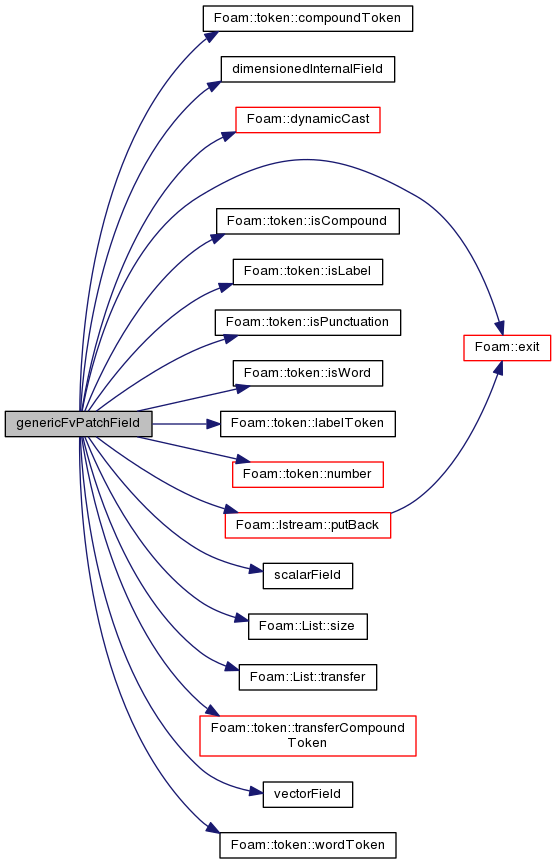 Foam::token::compoundToken
dimensionedInternalField
Foam::dynamicCast
Foam::token::isCompound
Foam::token::isLabel
Foam::token::isPunctuation
Foam::exit
Foam::token::isWord
genericFvPatchField
Foam::token::labelToken
Foam::token::number
Foam::Istream::putBack
scalarField
Foam::List::size
Foam::List::transfer
Foam::token::transferCompound
Token
vectorField
Foam::token::wordToken